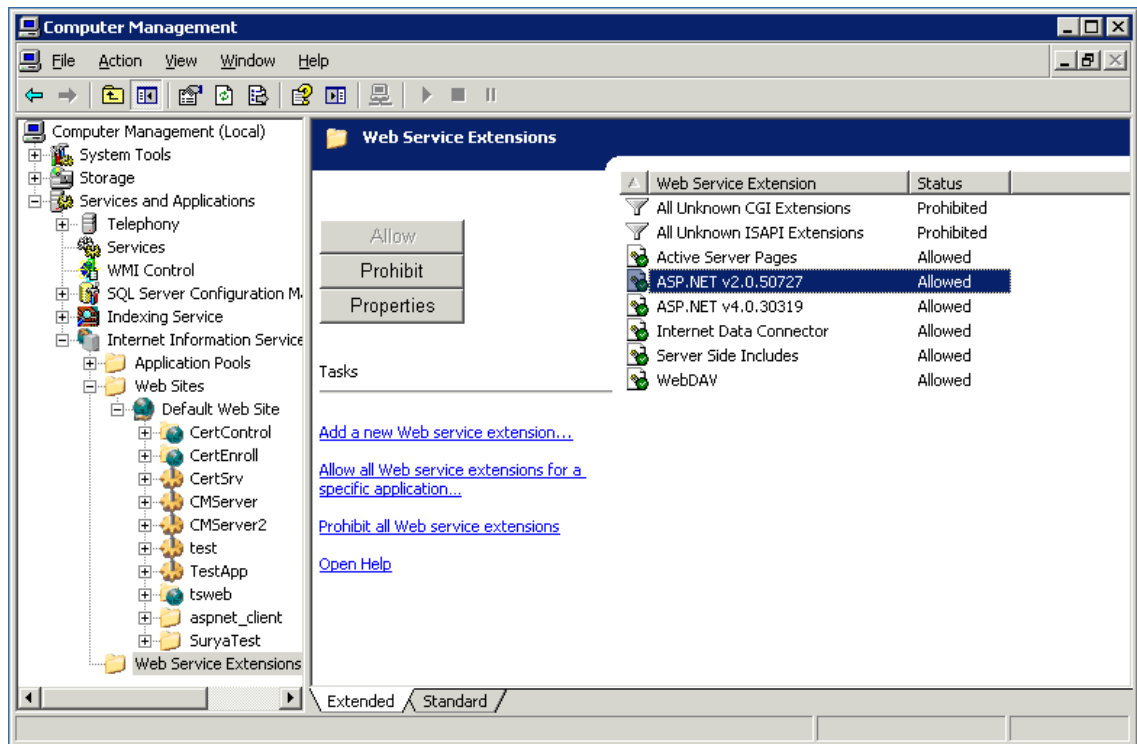 Computer Management
File Action View Window Help
Computer Management (Local)
System Tools
Storage
Services and Applications
Telephony
Services
WMI Control
SQL Server Configuration M
Indexing Service
Internet Information Service
Application Pools
Web Sites
Default Web Site
CertControl
CertEnroll
CertSrv
CMServer
CMServer2
test
TestApp
tsweb
aspnet_client
SuryaTest
Web Service Extensions
Web Service Extensions
Allow
Prohibit
Properties
Tasks
Add a new Web service extension...
Allow all Web service extensions for a
specific application...
Prohibit all Web service extensions
Open Help
Web Service Extension Status
All Unknown CGI Extensions Prohibited
All Unknown ISAPI Extensions Prohibited
Active Server Pages Allowed
ASP.NET v2.0.50727 Allowed
ASP.NET v4.0.30319 Allowed
Internet Data Connector Allowed
Server Side Includes Allowed
WebDAV Allowed
Extended Standard